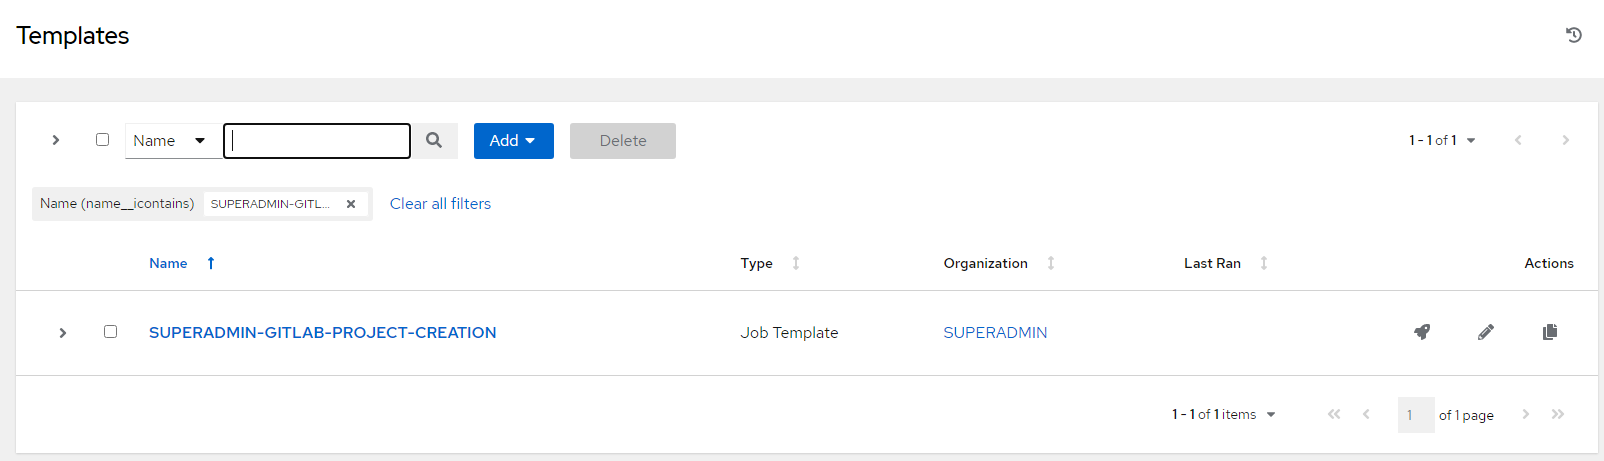 Templates
Name
Add
Delete
1 - 1 of 1
Name (name__icontains) SUPERADMIN-GITL...
Clear all filters
Name Type Organization Last Ran Actions
SUPERADMIN-GITLAB-PROJECT-CREATION Job Template SUPERADMIN
1 - 1 of 1 items 1 of 1 page